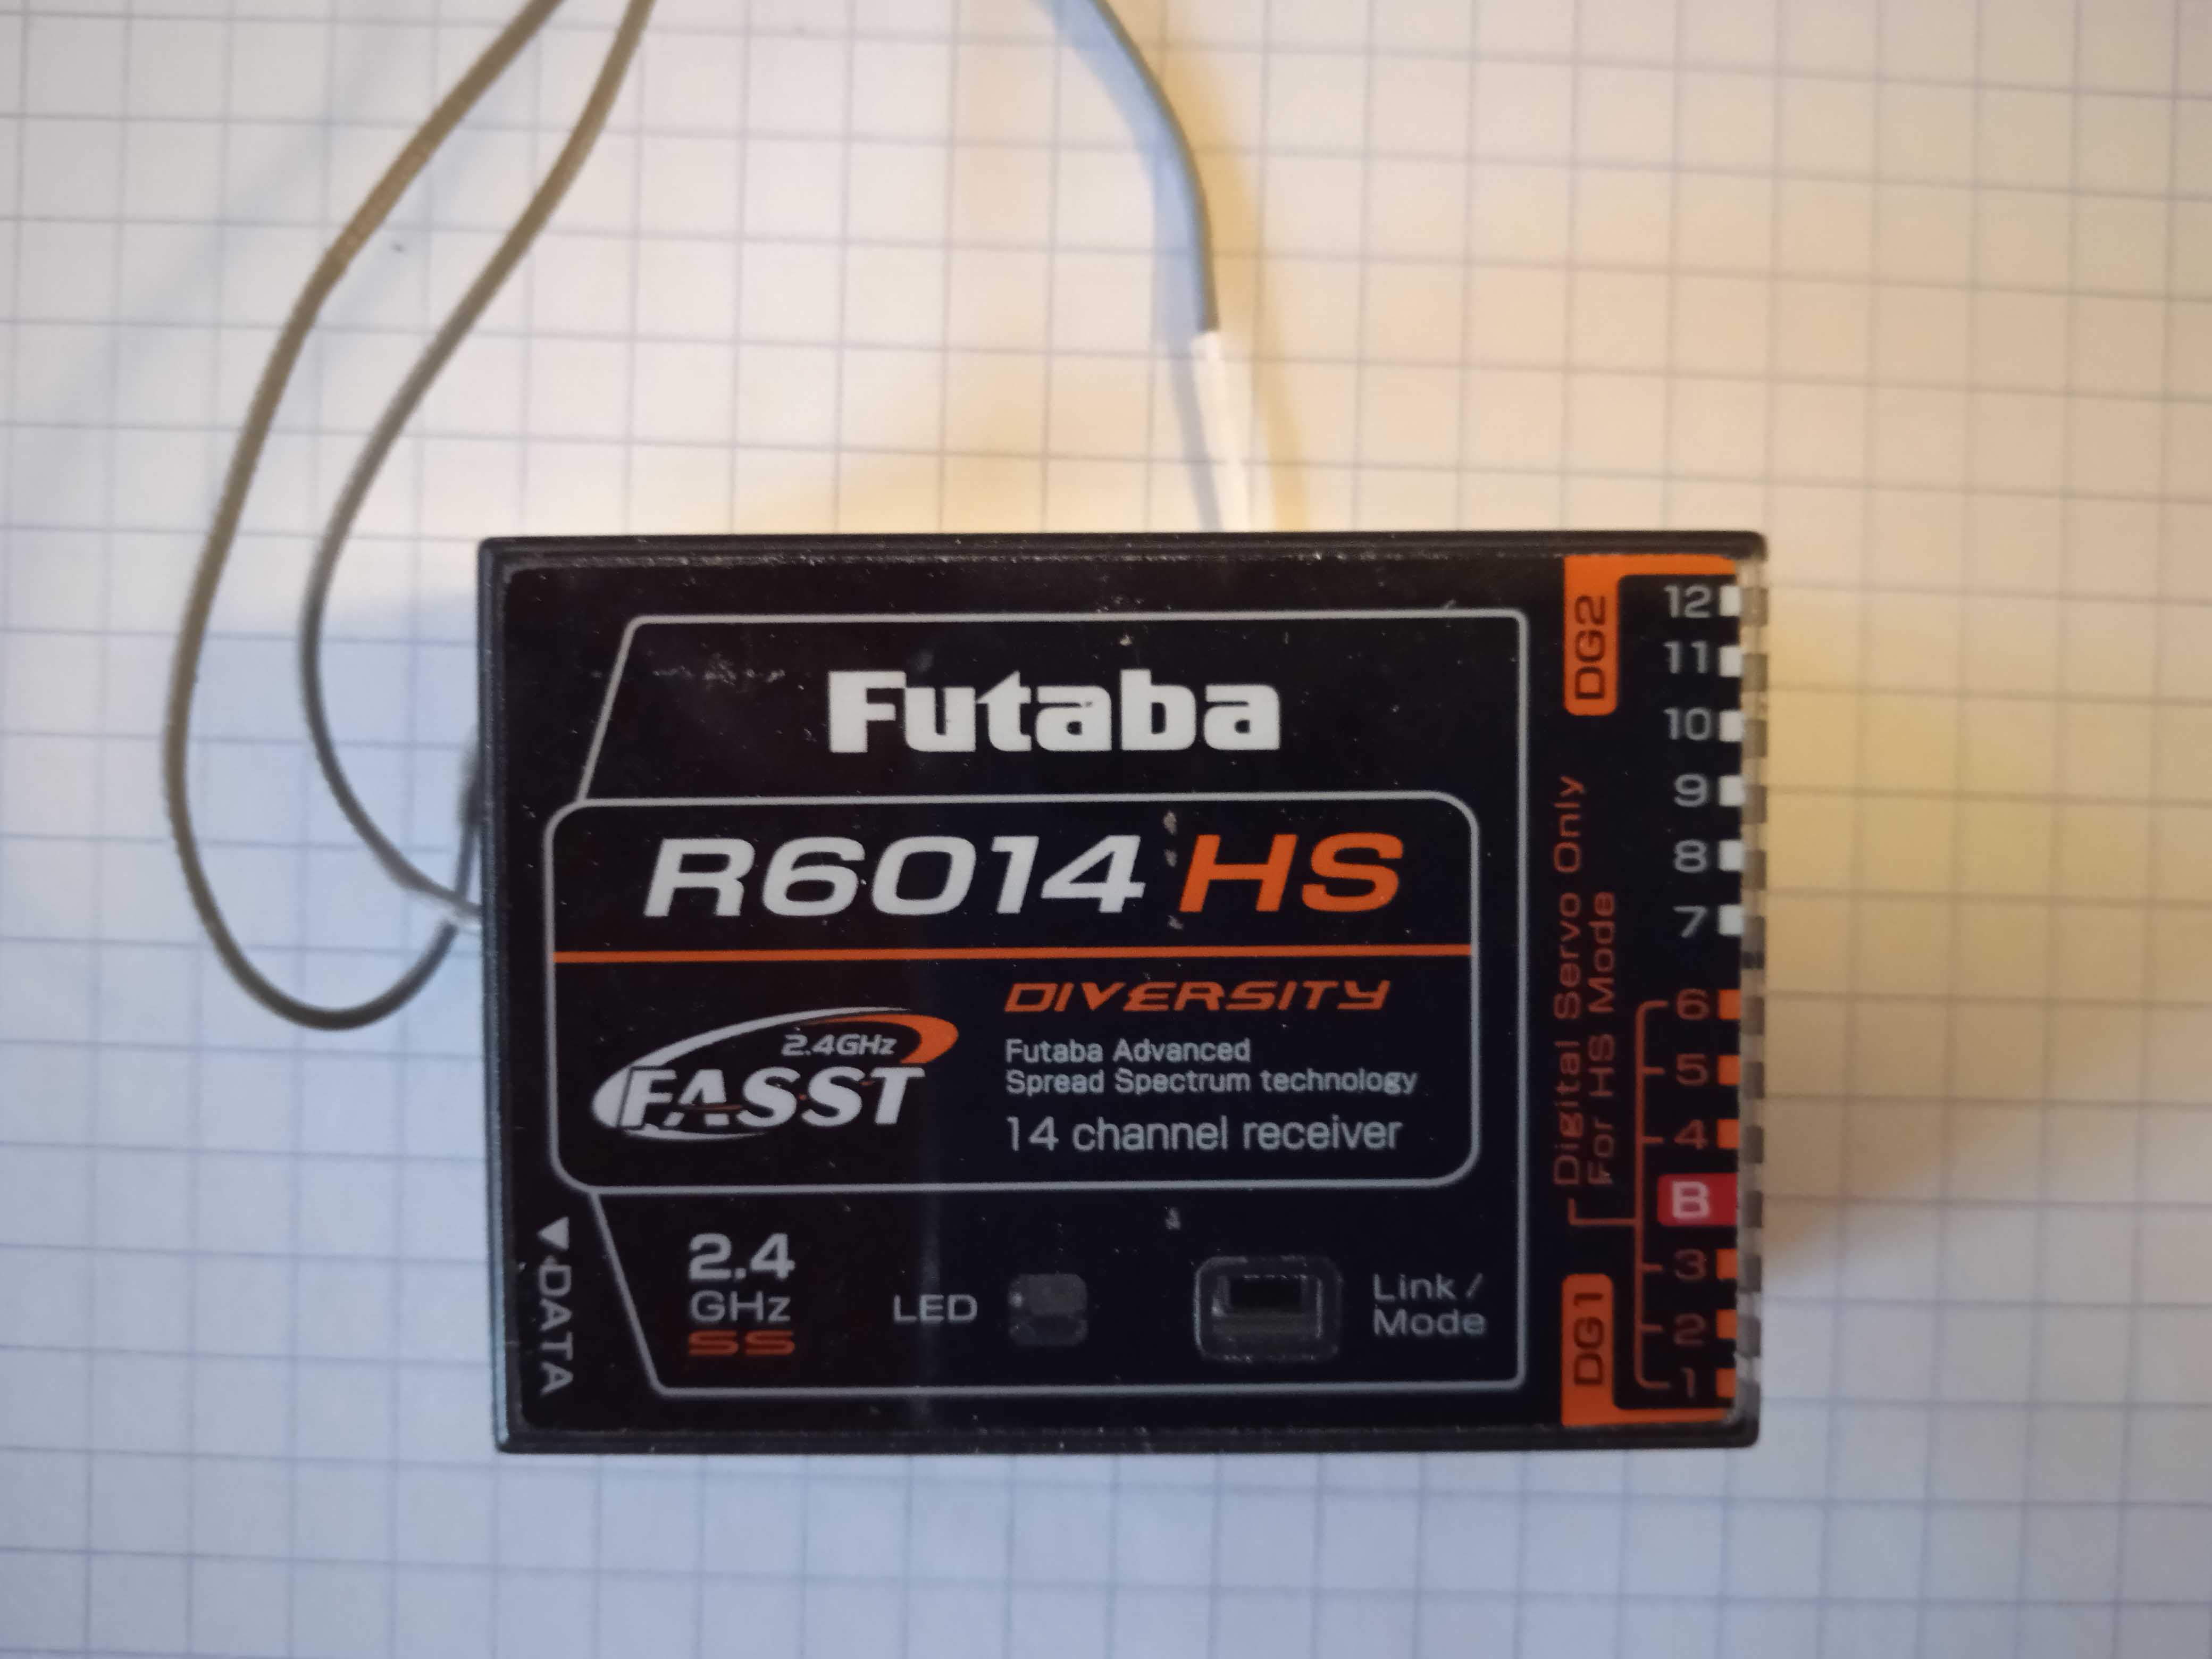 Futaba
R6014 HS
DIVERSITY
2.4GHz
FASST
Futaba Advanced
Spread Spectrum technology
14 channel receiver
2.4
GHz
SS
LED
Link /
Mode
▼DATA
DG2
Digital Servo Only
For HS Mode
DG1
12
11
10
9
8
7
6
5
4
B
3
2
1